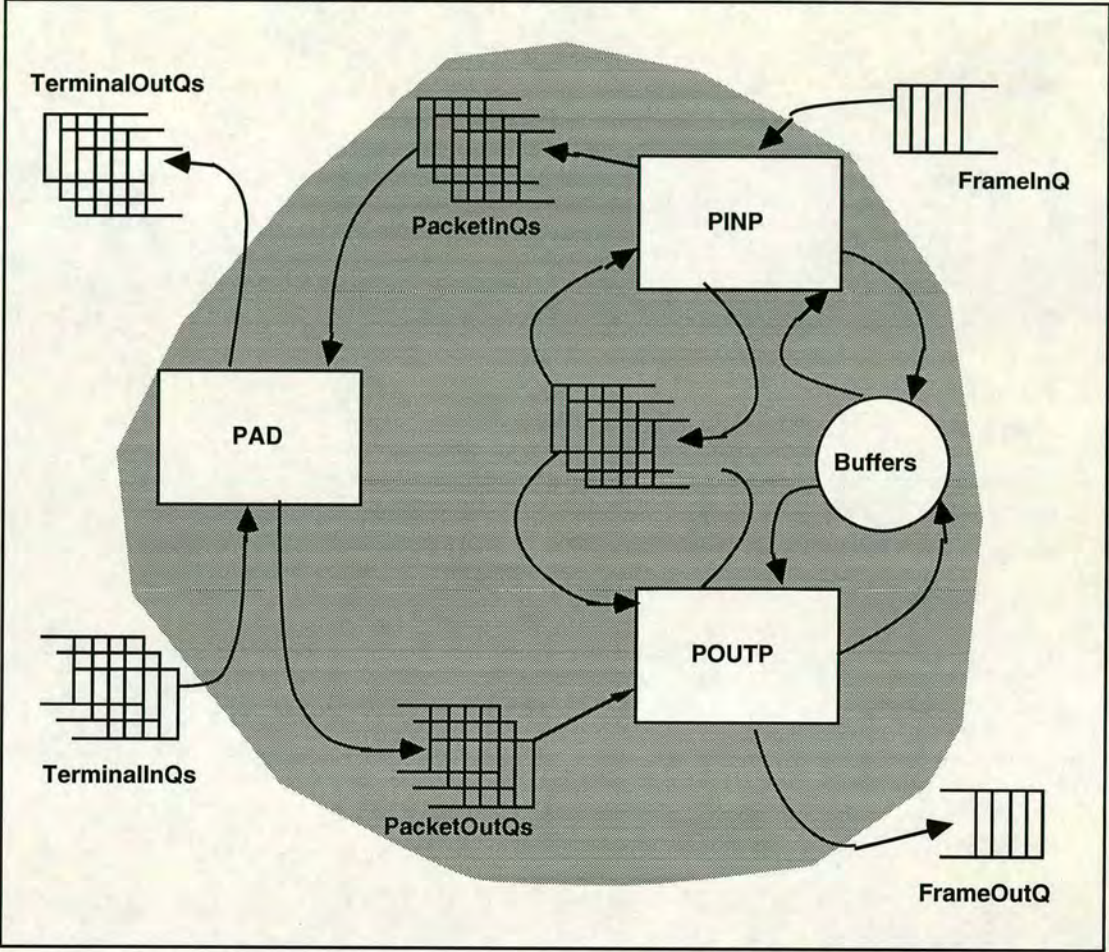 TerminalOutQs
FrameInQ
PacketInQs
PINP
PAD
Buffers
POUTP
TerminalInQs
PacketOutQs
FrameOutQ